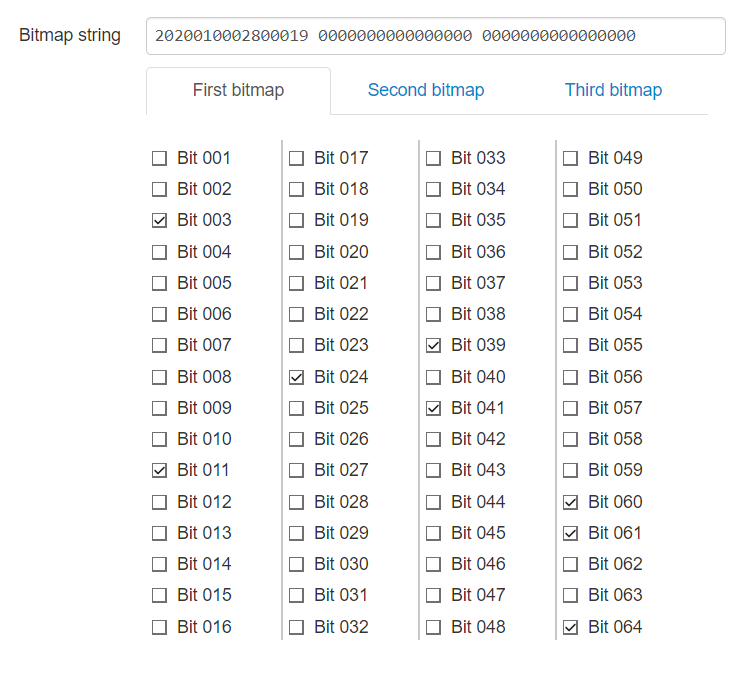 Bitmap string 2020010002800019 0000000000000000 0000000000000000
First bitmap Second bitmap Third bitmap
Bit 001 Bit 017 Bit 033 Bit 049
Bit 002 Bit 018 Bit 034 Bit 050
Bit 003 Bit 019 Bit 035 Bit 051
Bit 004 Bit 020 Bit 036 Bit 052
Bit 005 Bit 021 Bit 037 Bit 053
Bit 006 Bit 022 Bit 038 Bit 054
Bit 007 Bit 023 Bit 039 Bit 055
Bit 008 Bit 024 Bit 040 Bit 056
Bit 009 Bit 025 Bit 041 Bit 057
Bit 010 Bit 026 Bit 042 Bit 058
Bit 011 Bit 027 Bit 043 Bit 059
Bit 012 Bit 028 Bit 044 Bit 060
Bit 013 Bit 029 Bit 045 Bit 061
Bit 014 Bit 030 Bit 046 Bit 062
Bit 015 Bit 031 Bit 047 Bit 063
Bit 016 Bit 032 Bit 048 Bit 064